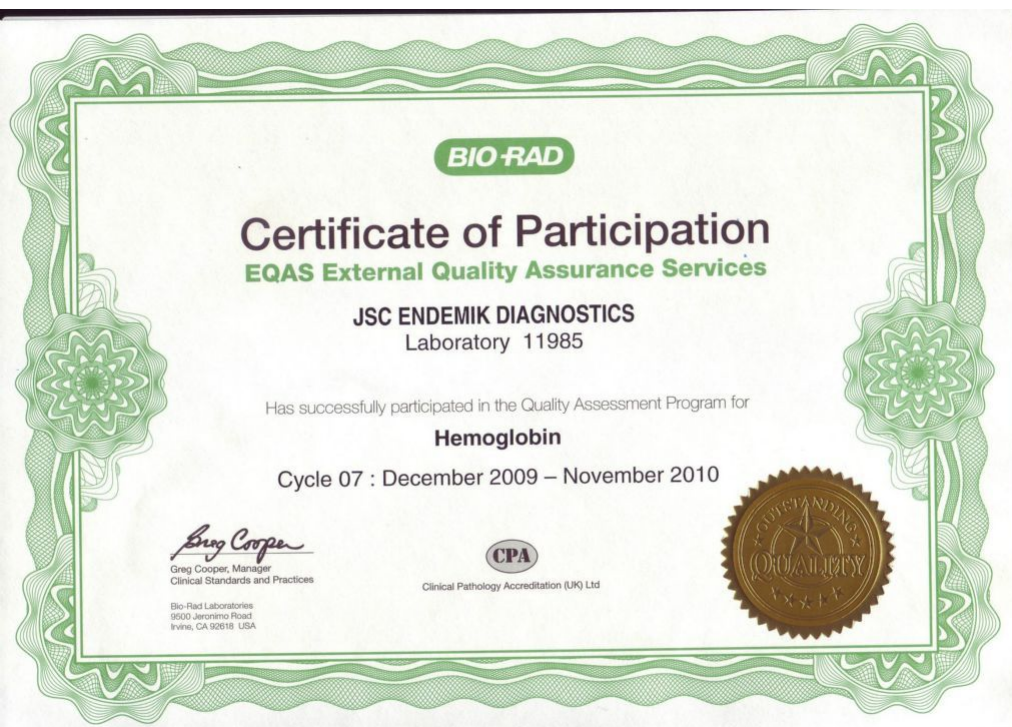 BIO-RAD
Certificate of Participation
EQAS External Quality Assurance Services
JSC ENDEMIK DIAGNOSTICS
Laboratory 11985
Has successfully participated in the Quality Assessment Program for
Hemoglobin
Cycle 07 : December 2009 – November 2010
Greg Cooper
Greg Cooper, Manager
Clinical Standards and Practices
Bio-Rad Laboratories
9500 Jeronimo Road
Irvine, CA 92618 USA
CPA
Clinical Pathology Accreditation (UK) Ltd
OUTSTANDING
QUALITY